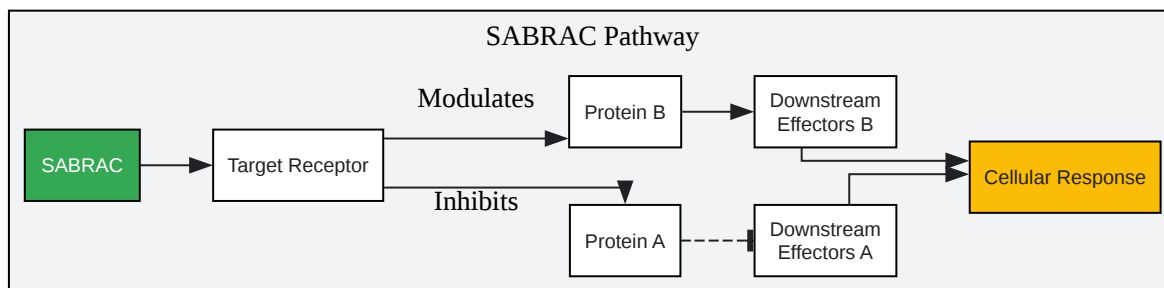 SABRAC Pathway
Modulates
Protein B
Downstream
Effectors B
SABRAC
Target Receptor
Cellular Response
Inhibits
Protein A
Downstream
Effectors A